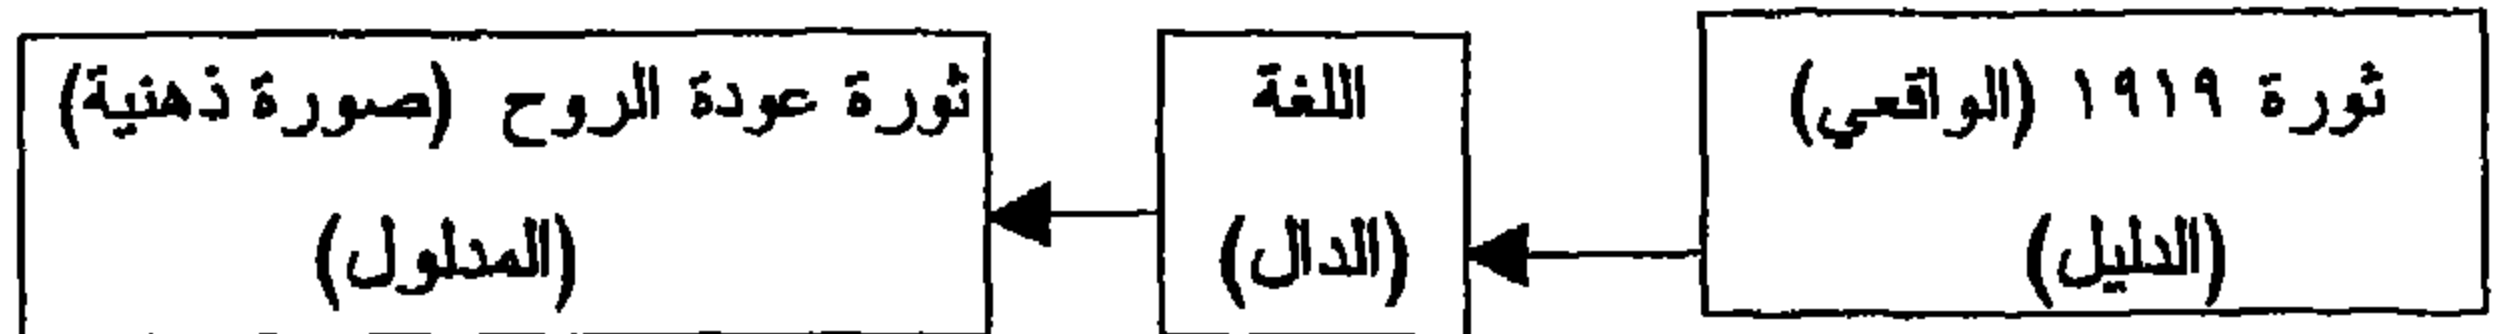 ثورة ١٩١٩ (الواقعي)
(الدليل)
اللغة
(الدال)
ثورة عودة الروح (صورة ذهنية)
(المدلول)